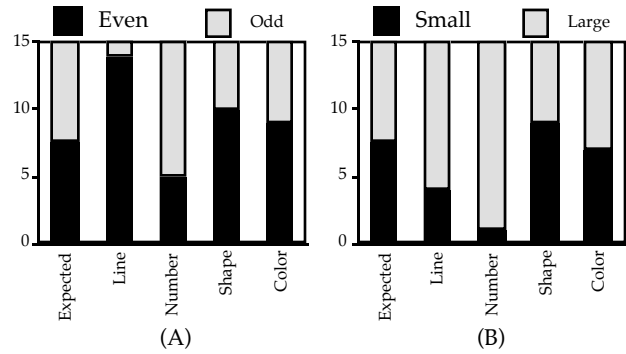 Even Odd Small Large
15 15
10 10
5 5
0 0
Expected Line Number Shape Color Expected Line Number Shape Color
(A) (B)